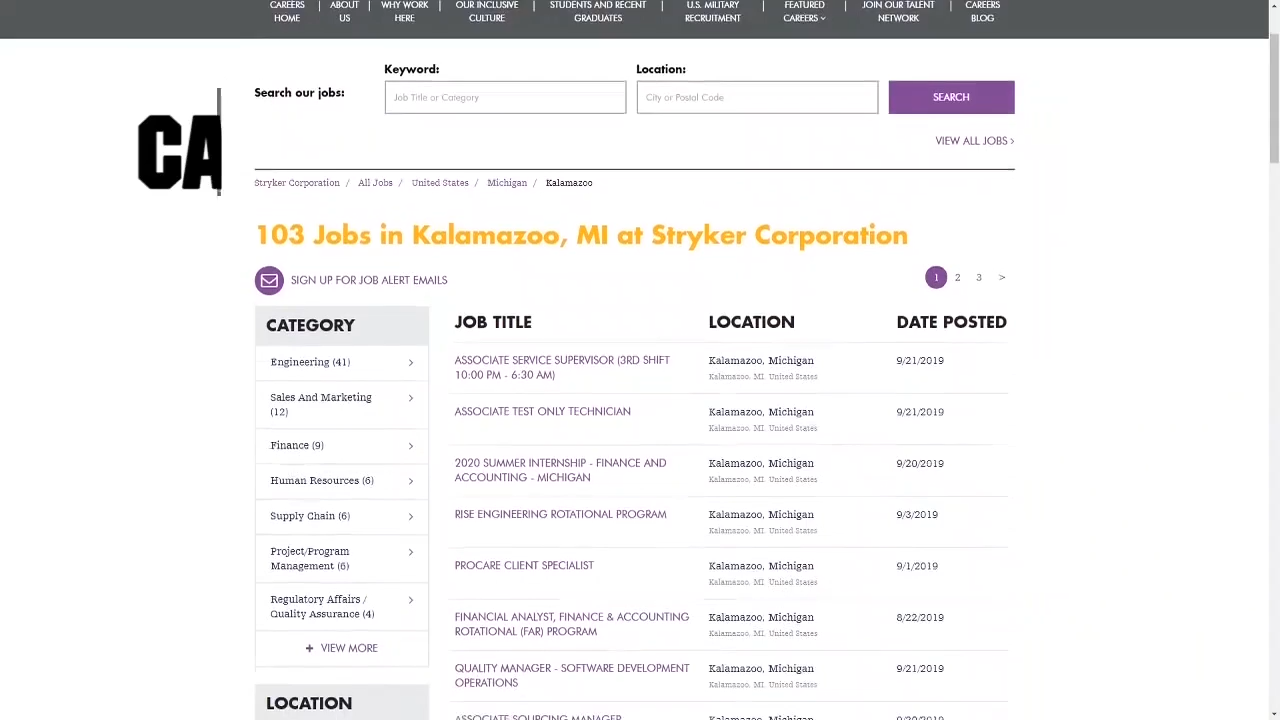 CAREERS HOME
ABOUT US
WHY WORK HERE
OUR INCLUSIVE CULTURE
STUDENTS AND RECENT GRADUATES
U.S. MILITARY RECRUITMENT
FEATURED CAREERS
JOIN OUR TALENT NETWORK
CAREERS BLOG
Keyword:
Location:
Search our jobs:
Job Title or Category
City or Postal Code
SEARCH
CA
VIEW ALL JOBS >
Stryker Corporation / All Jobs / United States / Michigan / Kalamazoo
103 Jobs in Kalamazoo, MI at Stryker Corporation
SIGN UP FOR JOB ALERT EMAILS
1 2 3 >
CATEGORY
Engineering (41)
Sales And Marketing
(12)
Finance (9)
Human Resources (6)
Supply Chain (6)
Project/Program
Management (6)
Regulatory Affairs /
Quality Assurance (4)
+ VIEW MORE
LOCATION
JOB TITLE LOCATION DATE POSTED
ASSOCIATE SERVICE SUPERVISOR (3RD SHIFT
10:00 PM - 6:30 AM)
Kalamazoo, Michigan
Kalamazoo, MI, United States
9/21/2019
ASSOCIATE TEST ONLY TECHNICIAN
Kalamazoo, Michigan
Kalamazoo, MI, United States
9/21/2019
2020 SUMMER INTERNSHIP - FINANCE AND
ACCOUNTING - MICHIGAN
Kalamazoo, Michigan
Kalamazoo, MI, United States
9/20/2019
RISE ENGINEERING ROTATIONAL PROGRAM
Kalamazoo, Michigan
Kalamazoo, MI, United States
9/3/2019
PROCARE CLIENT SPECIALIST
Kalamazoo, Michigan
Kalamazoo, MI, United States
9/1/2019
FINANCIAL ANALYST, FINANCE & ACCOUNTING
ROTATIONAL (FAR) PROGRAM
Kalamazoo, Michigan
Kalamazoo, MI, United States
8/22/2019
QUALITY MANAGER - SOFTWARE DEVELOPMENT
OPERATIONS
Kalamazoo, Michigan
Kalamazoo, MI, United States
9/21/2019
ASSOCIATE SOURCING MANAGER
Kalamazoo, Michigan
9/20/2019